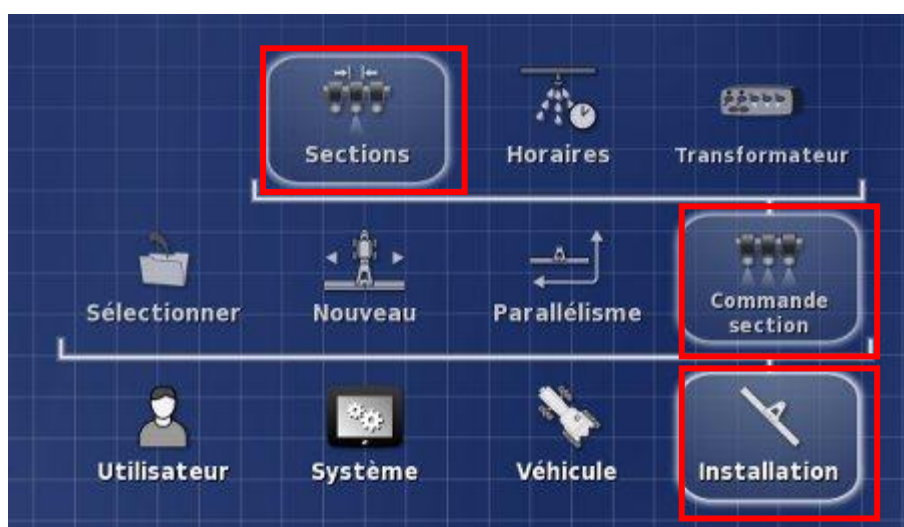 Sections
Horaires
Transformateur
Sélectionner
Nouveau
Parallélisme
Commande
section
Utilisateur
Système
Véhicule
Installation